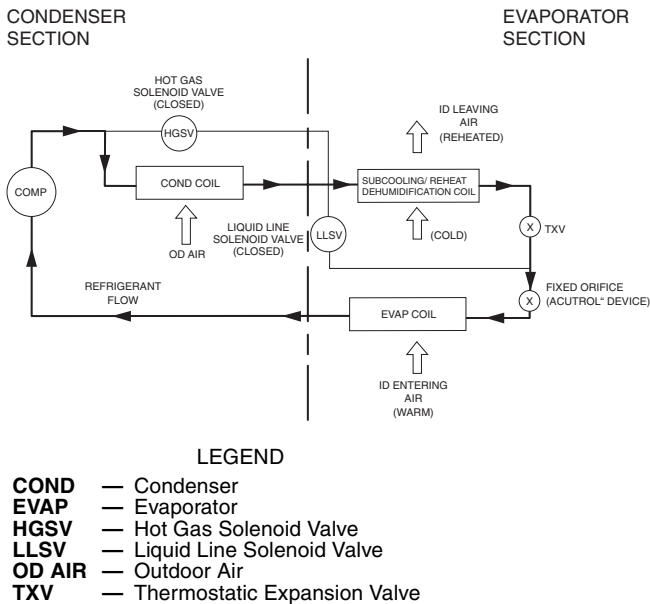 CONDENSER
SECTION
EVAPORATOR
SECTION
HOT GAS
SOLENOID VALVE
(CLOSED)
HGSV
ID LEAVING
AIR
(REHEATED)
COMP
COND COIL
SUBCOOLING/ REHEAT
DEHUMIDIFICATION COIL
OD AIR
LIQUID LINE
SOLENOID VALVE
(CLOSED)
LLSV
(COLD)
X
TXV
REFRIGERANT
FLOW
EVAP COIL
X
FIXED ORIFICE
(ACUTROL“ DEVICE)
ID ENTERING
AIR
(WARM)
LEGEND
COND — Condenser
EVAP — Evaporator
HGSV — Hot Gas Solenoid Valve
LLSV — Liquid Line Solenoid Valve
OD AIR — Outdoor Air
TXV — Thermostatic Expansion Valve